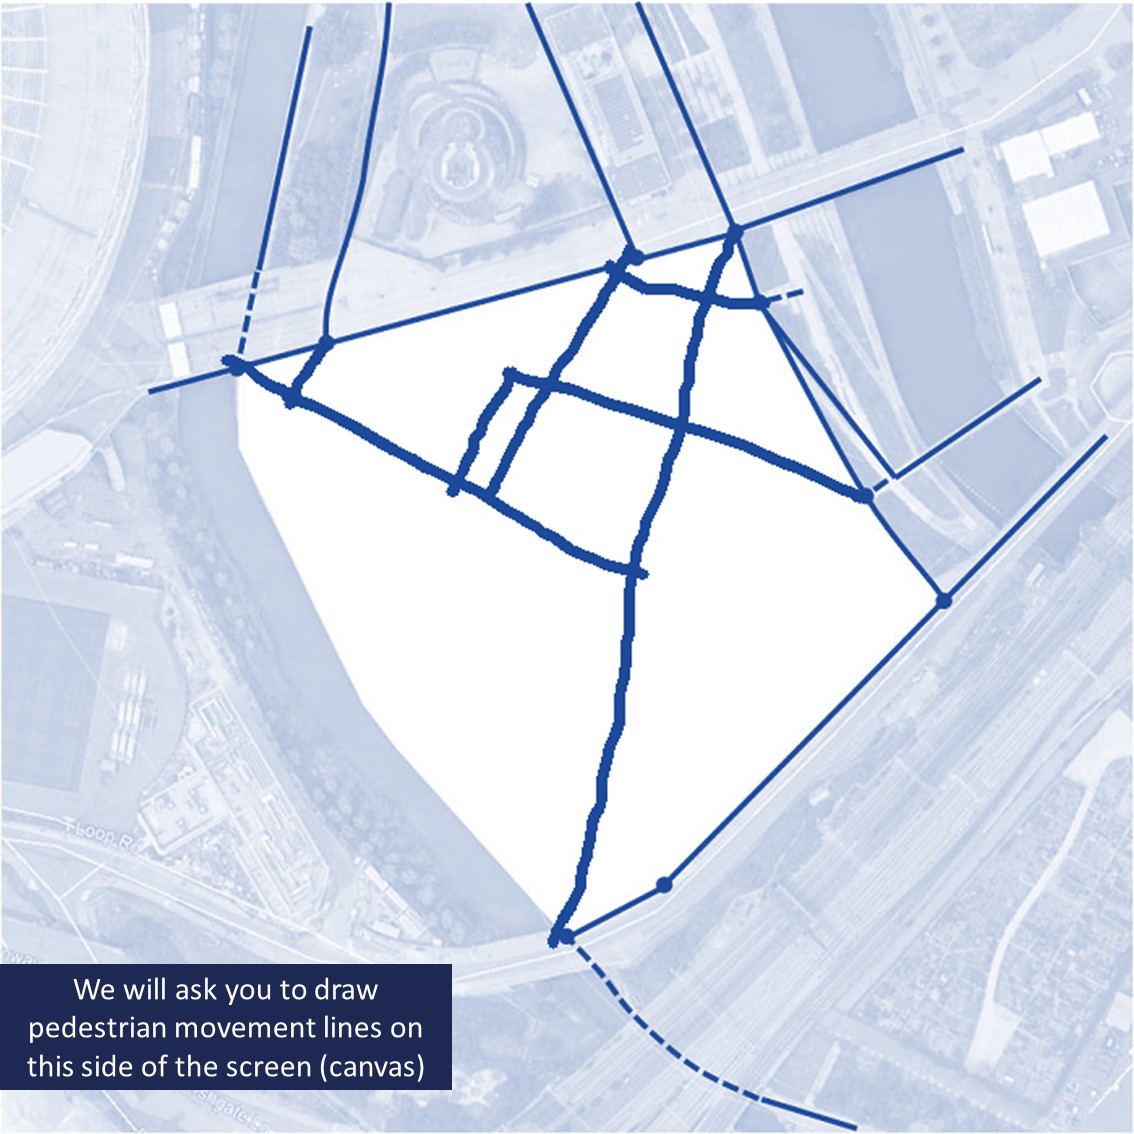 T-Loop Rd
We will ask you to draw
pedestrian movement lines on
this side of the screen (canvas)